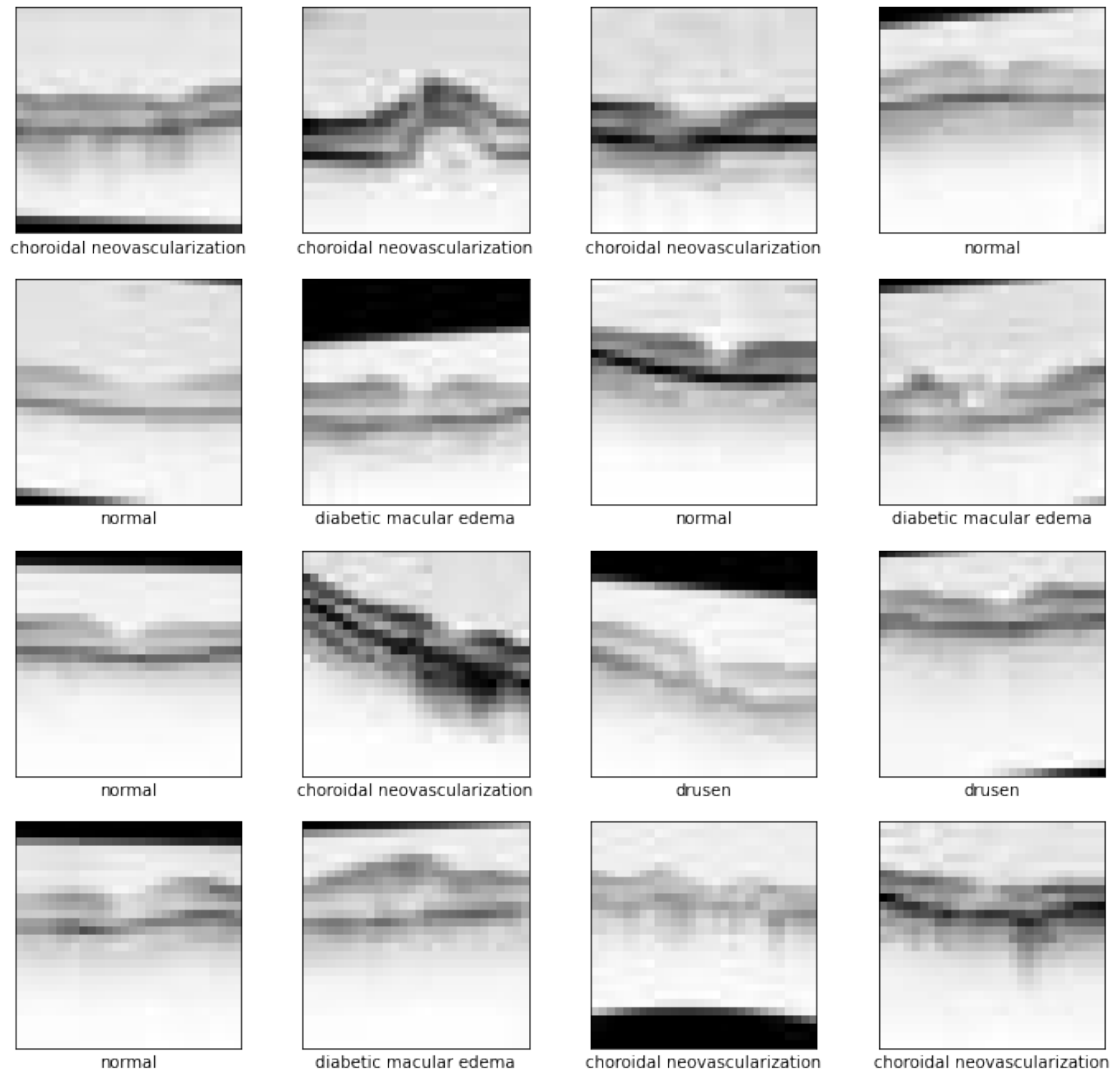 choroidal neovascularization
choroidal neovascularization
choroidal neovascularization
normal
normal
diabetic macular edema
normal
diabetic macular edema
normal
choroidal neovascularization
drusen
drusen
normal
diabetic macular edema
choroidal neovascularization
choroidal neovascularization